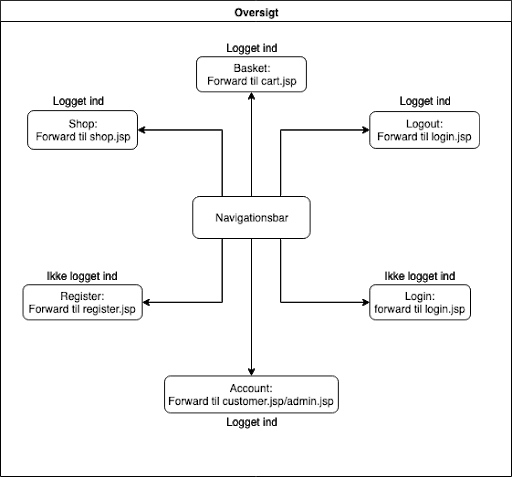 Oversigt
Logget ind
Basket:
Forward til cart.jsp
Logget ind
Shop:
Forward til shop.jsp
Logget ind
Logout:
Forward til login.jsp
Navigationsbar
Ikke logget ind
Register:
Forward til register.jsp
Ikke logget ind
Login:
forward til login.jsp
Account:
Forward til customer.jsp/admin.jsp
Logget ind